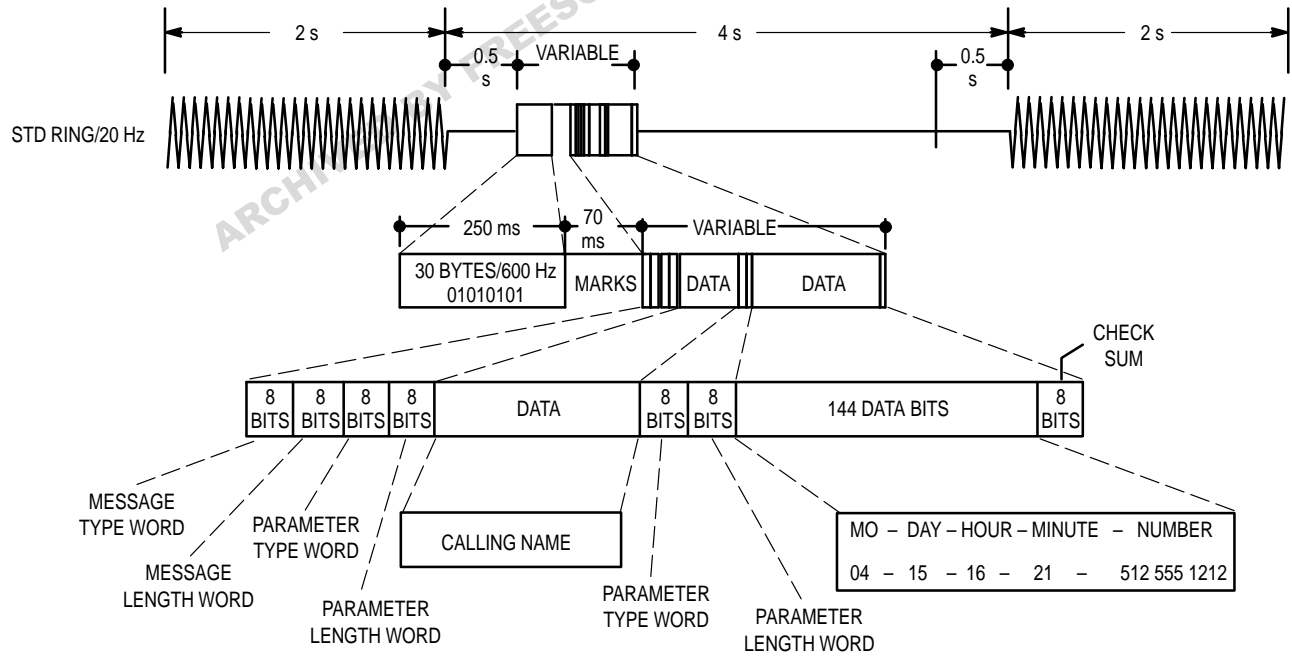 2 s
4 s
2 s
0.5
s
VARIABLE
0.5
s
STD RING/20 Hz
250 ms
70
ms
VARIABLE
30 BYTES/600 Hz
01010101
MARKS
DATA
DATA
CHECK
SUM
8
BITS
8
BITS
8
BITS
8
BITS
DATA
8
BITS
8
BITS
144 DATA BITS
8
BITS
MESSAGE
TYPE WORD
MESSAGE
LENGTH WORD
PARAMETER
TYPE WORD
PARAMETER
LENGTH WORD
CALLING NAME
PARAMETER
TYPE WORD
PARAMETER
LENGTH WORD
MO – DAY – HOUR – MINUTE – NUMBER
04 – 15 – 16 – 21 – 512 555 1212